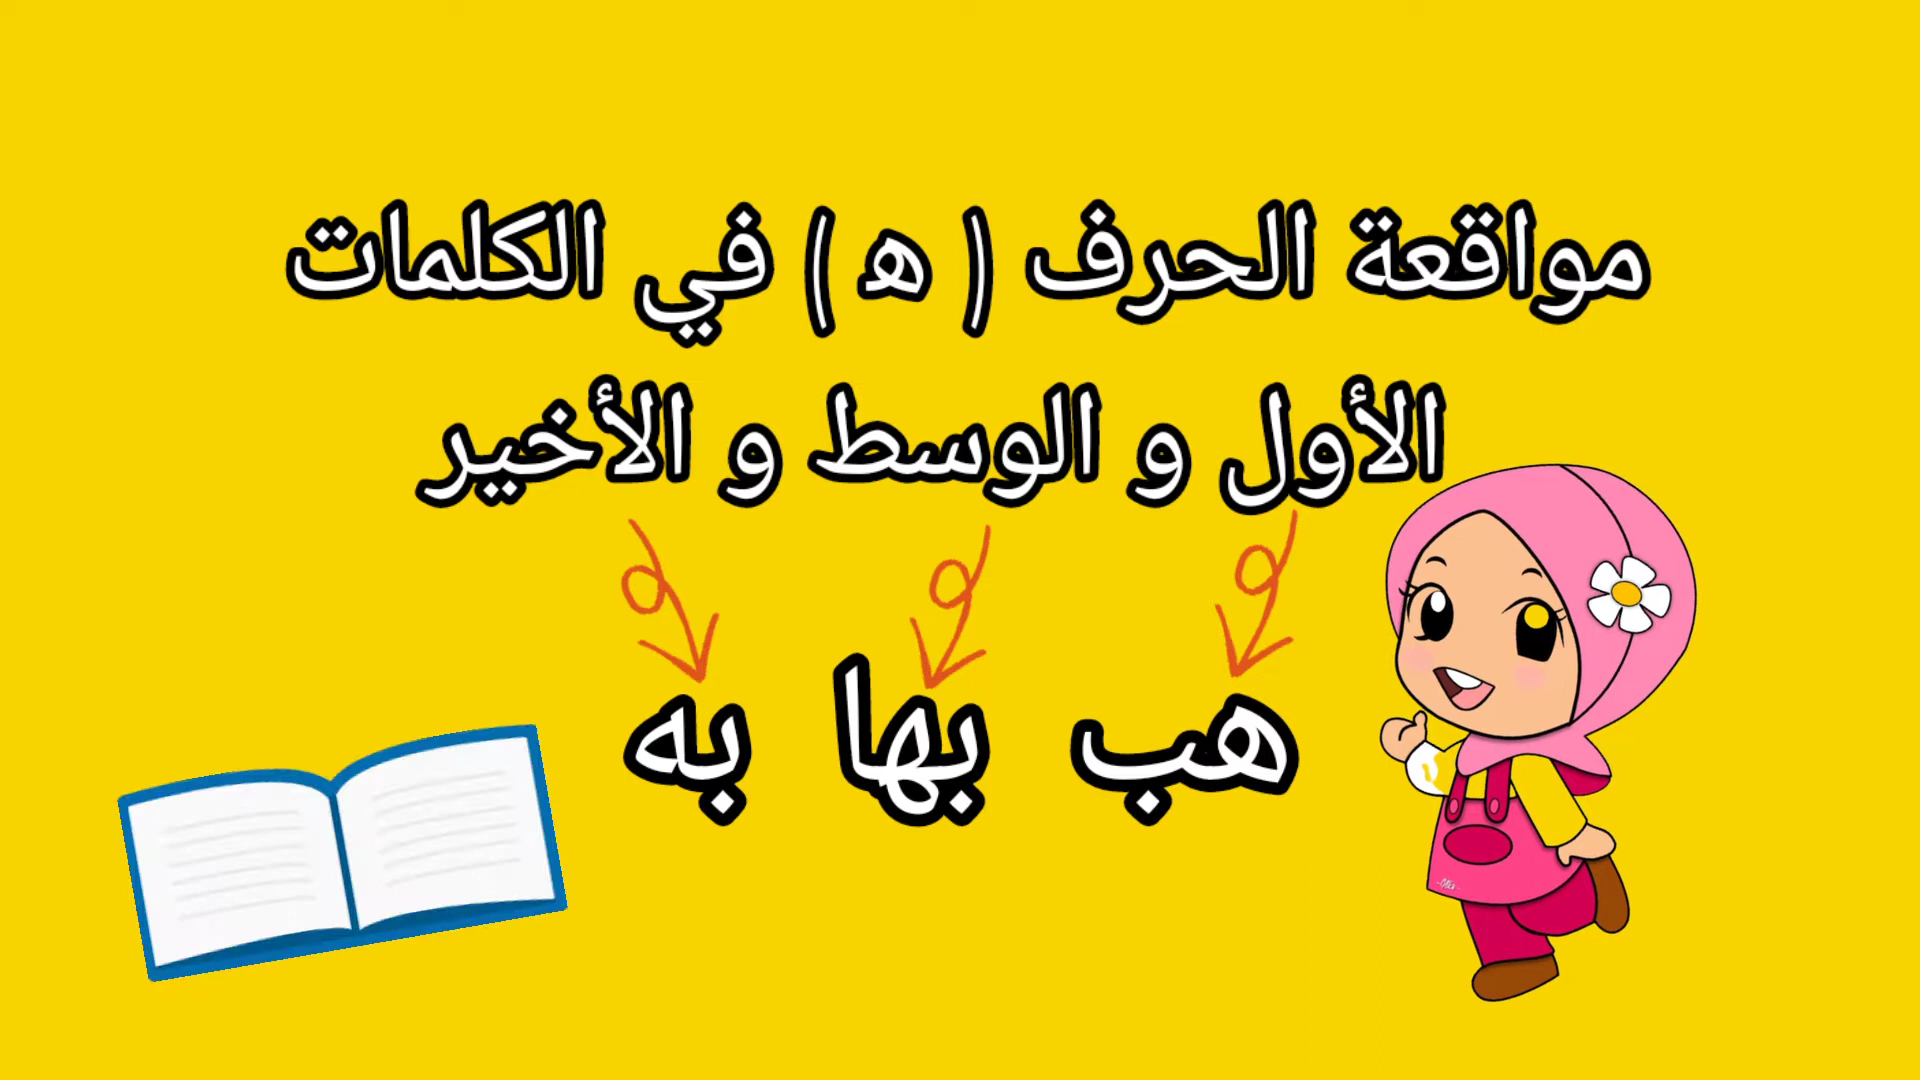 مواقعة الحرف ( ه ) في الكلمات
الأول و الوسط و الأخير
هب بها به